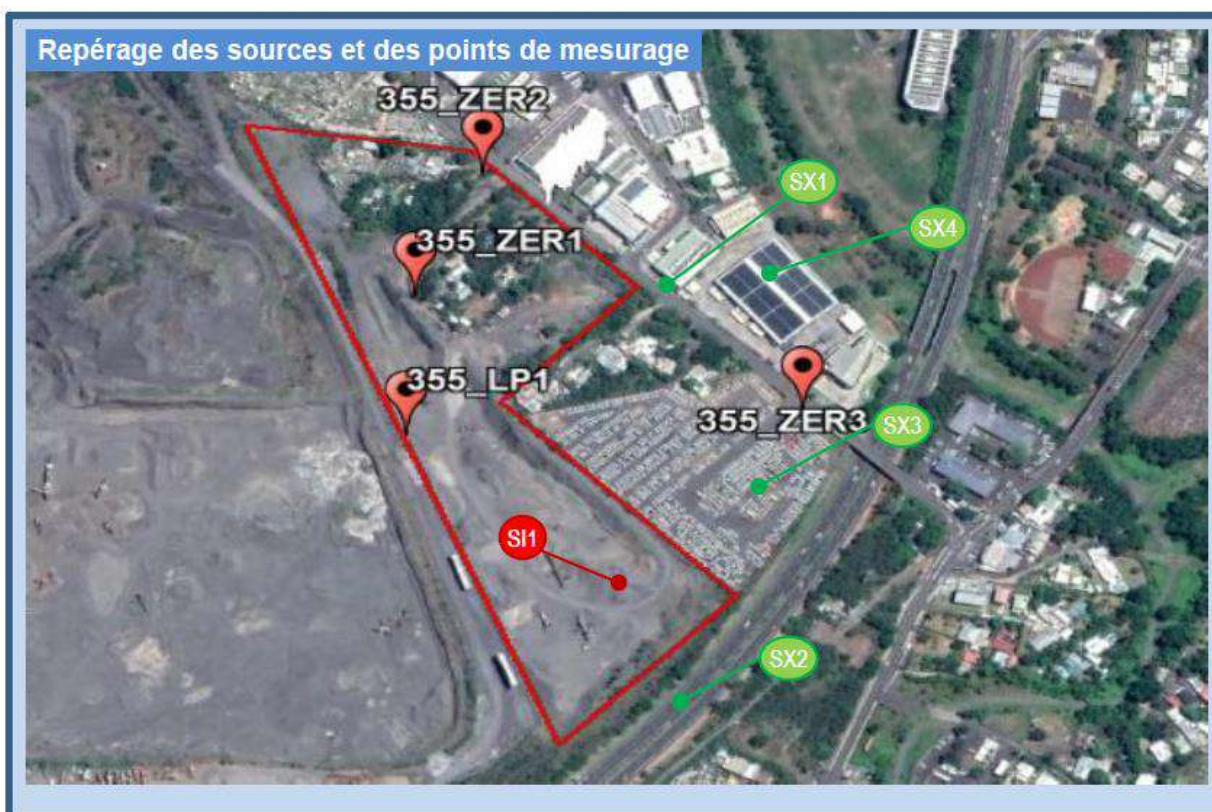 Repérage des sources et des points de mesurage
355_ZER2
SX1
355_ZER1
SX4
355_LP1
355_ZER3
SX3
SI1
SX2